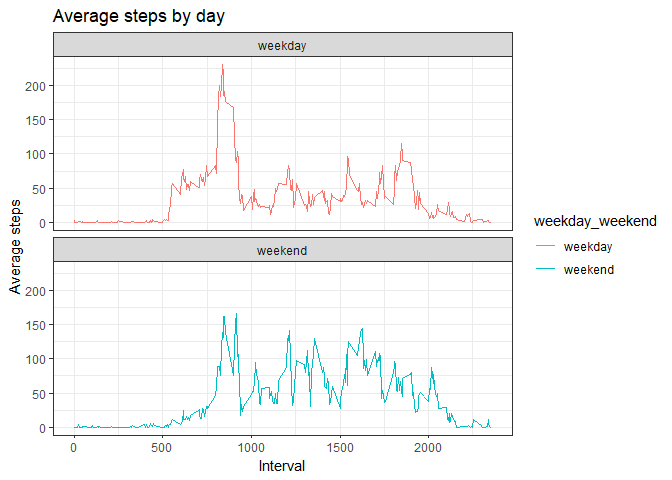 Average steps by day
weekday
200
150
100
50
0
weekend
200
150
100
50
0
0 500 1000 1500 2000
Interval
Average steps
weekday_weekend
weekday
weekend